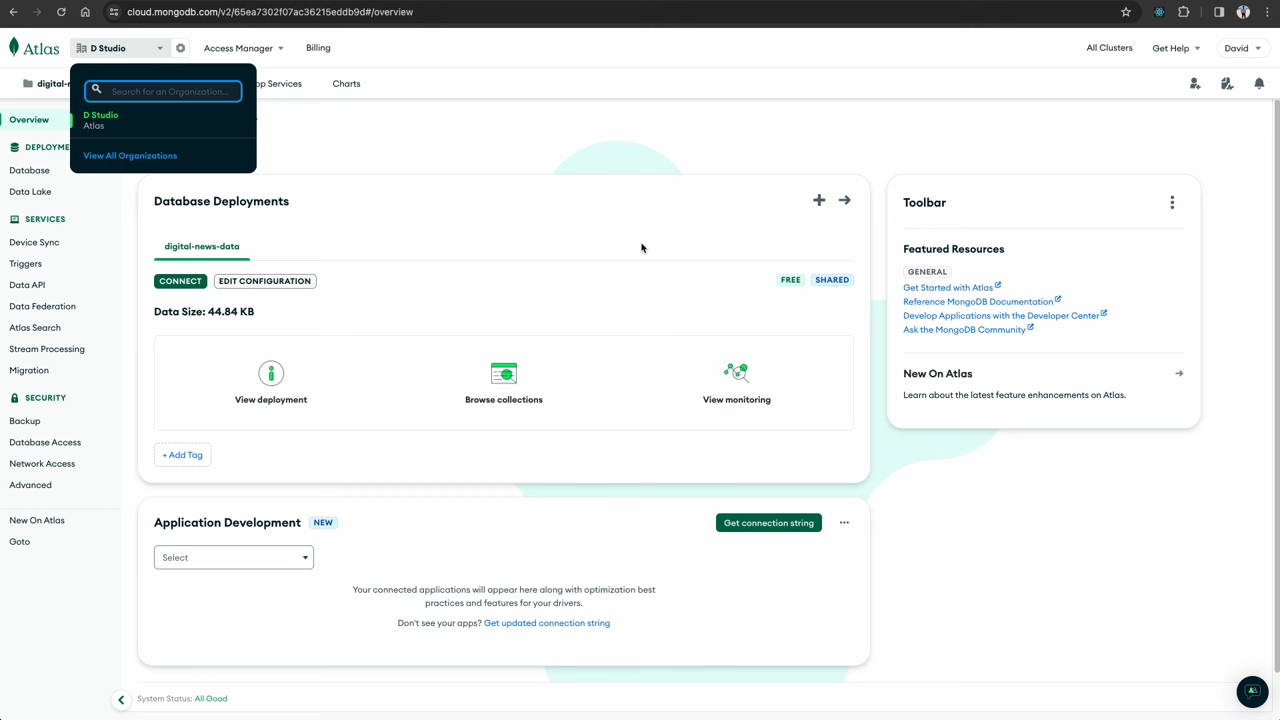 cloud.mongodb.com/v2/65ea7302f07ac36215eddb9d#/overview
Atlas
D Studio
Access Manager
Billing
All Clusters
Get Help
David
digital-
Services
Charts
Search for an Organization...
D Studio
Atlas
View All Organizations
Overview
DEPLOYME
Database
Data Lake
SERVICES
Device Sync
Triggers
Data API
Data Federation
Atlas Search
Stream Processing
Migration
SECURITY
Backup
Database Access
Network Access
Advanced
New On Atlas
Goto
Database Deployments
digital-news-data
CONNECT
EDIT CONFIGURATION
FREE
SHARED
Data Size: 44.84 KB
View deployment
Browse collections
View monitoring
+ Add Tag
Application Development NEW
Get connection string
Select
Your connected applications will appear here along with optimization best
practices and features for your drivers.
Don't see your apps? Get updated connection string
System Status: All Good
Toolbar
Featured Resources
GENERAL
Get Started with Atlas
Reference MongoDB Documentation
Develop Applications with the Developer Center
Ask the MongoDB Community
New On Atlas
Learn about the latest feature enhancements on Atlas.